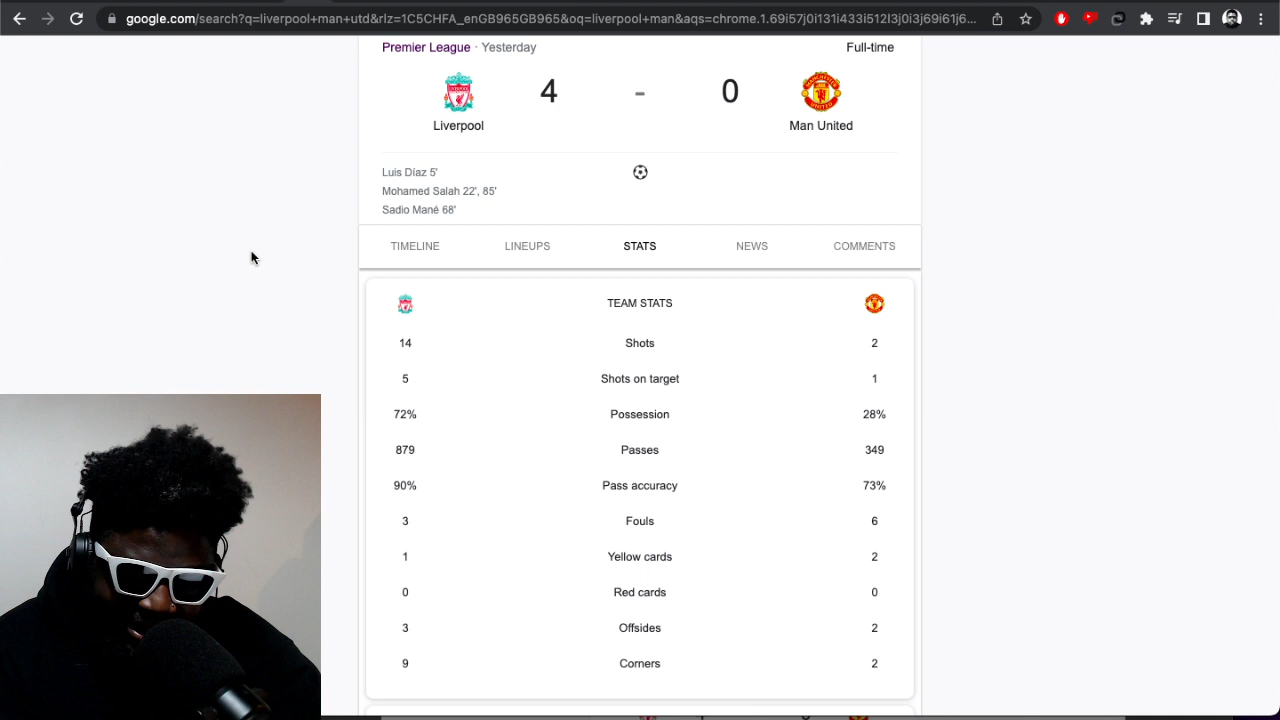 google.com/search?q=liverpool+man+utd&rlz=1C5CHFA_enGB965GB965&oq=liverpool+man&aqs=chrome.1.69i57j0i131i433i512l3j0i3j69i61j6...
Premier League · Yesterday Full-time
4 - 0
Liverpool Man United
Luis Díaz 5'
Mohamed Salah 22', 85'
Sadio Mané 68'
TIMELINE LINEUPS STATS NEWS COMMENTS
TEAM STATS
14 Shots 2
5 Shots on target 1
72% Possession 28%
879 Passes 349
90% Pass accuracy 73%
3 Fouls 6
1 Yellow cards 2
0 Red cards 0
3 Offsides 2
9 Corners 2